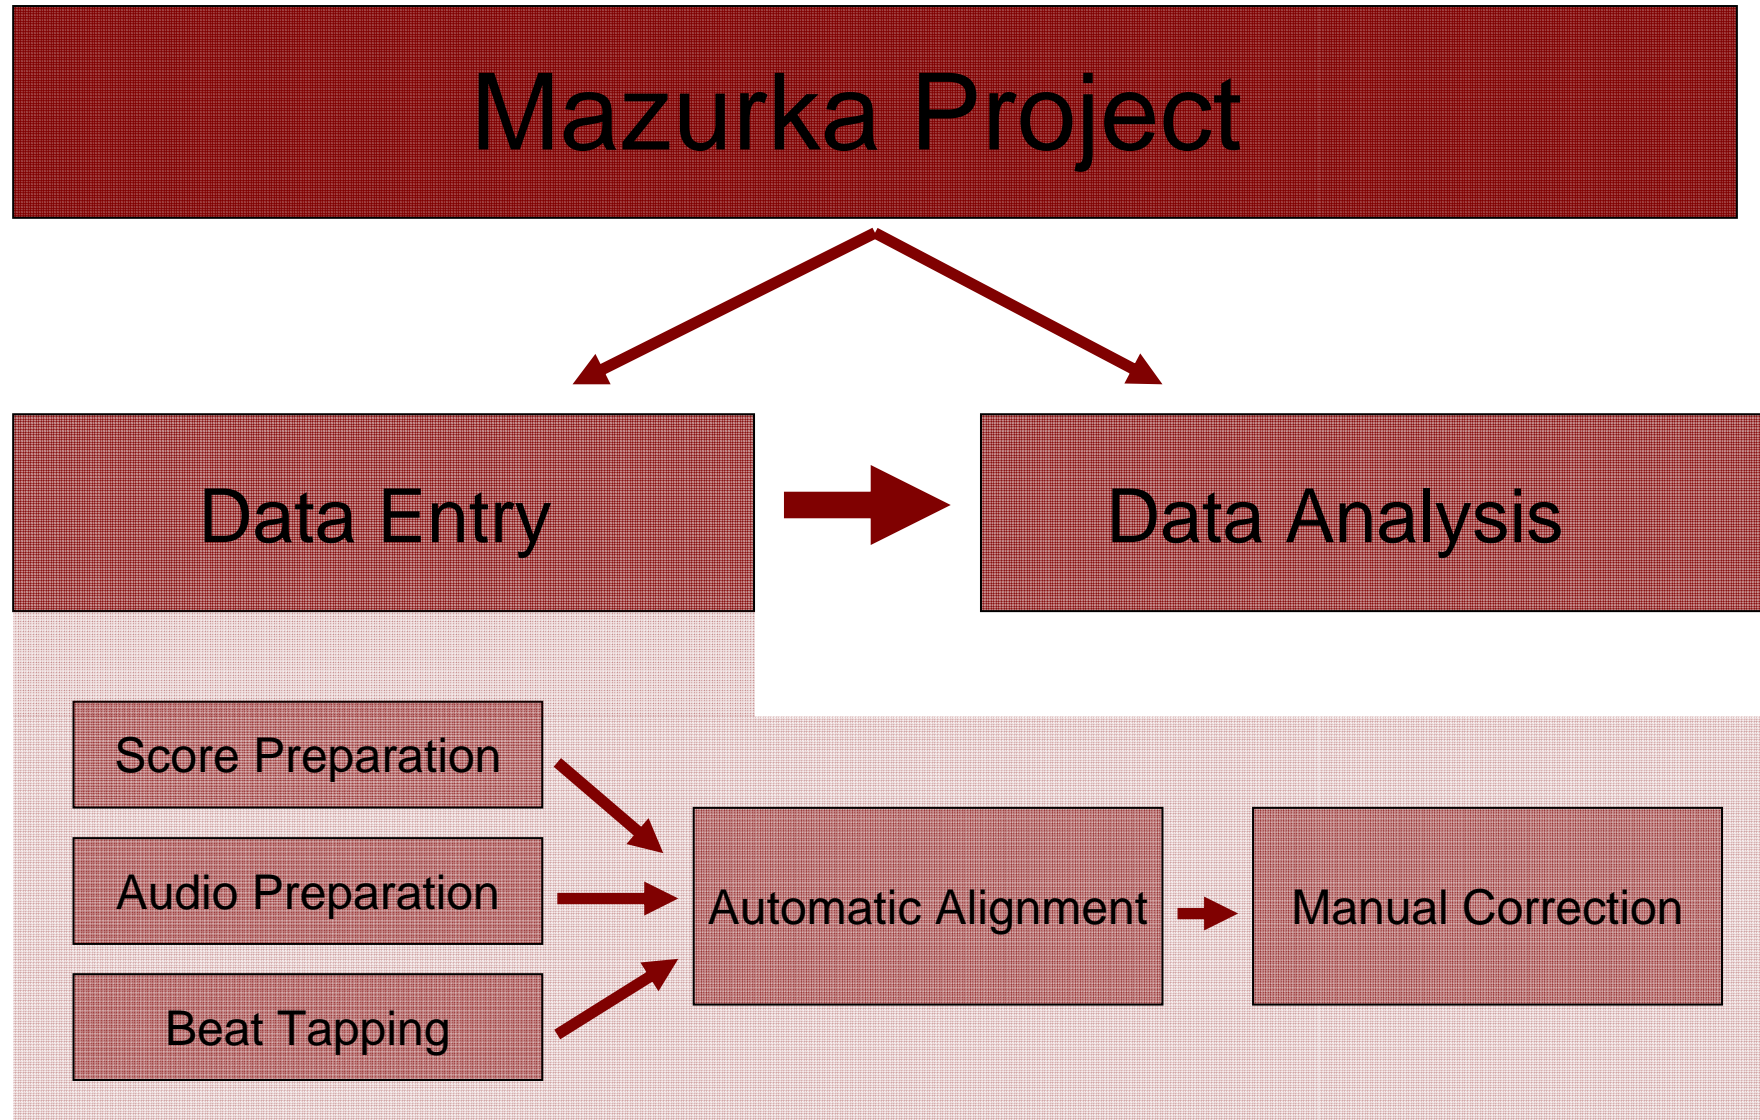 Mazurka Project
Data Entry
Data Analysis
Score Preparation
Audio Preparation
Beat Tapping
Automatic Alignment
Manual Correction